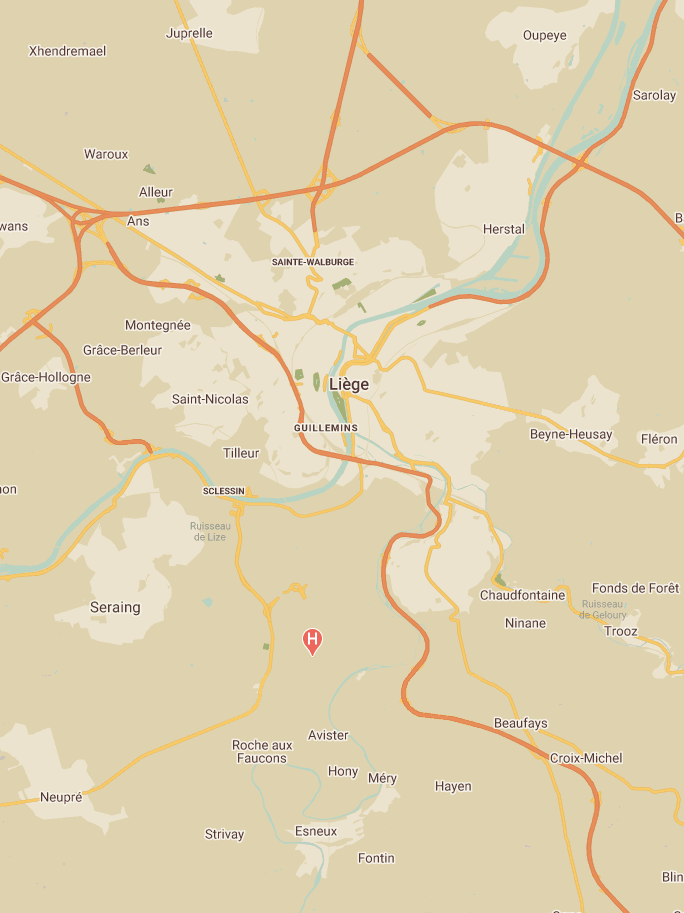 Juprelle
Oupeye
Xhendremael
Sarolay
Waroux
Alleur
Ans
wans
B
Herstal
SAINTE-WALBURGE
Montegnée
Grâce-Berleur
Grâce-Hollogne
Liège
Saint-Nicolas
GUILLEMINS
Beyne-Heusay
Fléron
Tilleur
non
SCLESSIN
Ruisseau
de Lize
Chaudfontaine
Fonds de Forêt
Seraing
Ruisseau
de Geloury
Ninane
Trooz
H
Beaufays
Avister
Roche aux
Faucons
Croix-Michel
Hony
Méry
Hayen
Neupré
Esneux
Strivay
Fontin
Blin